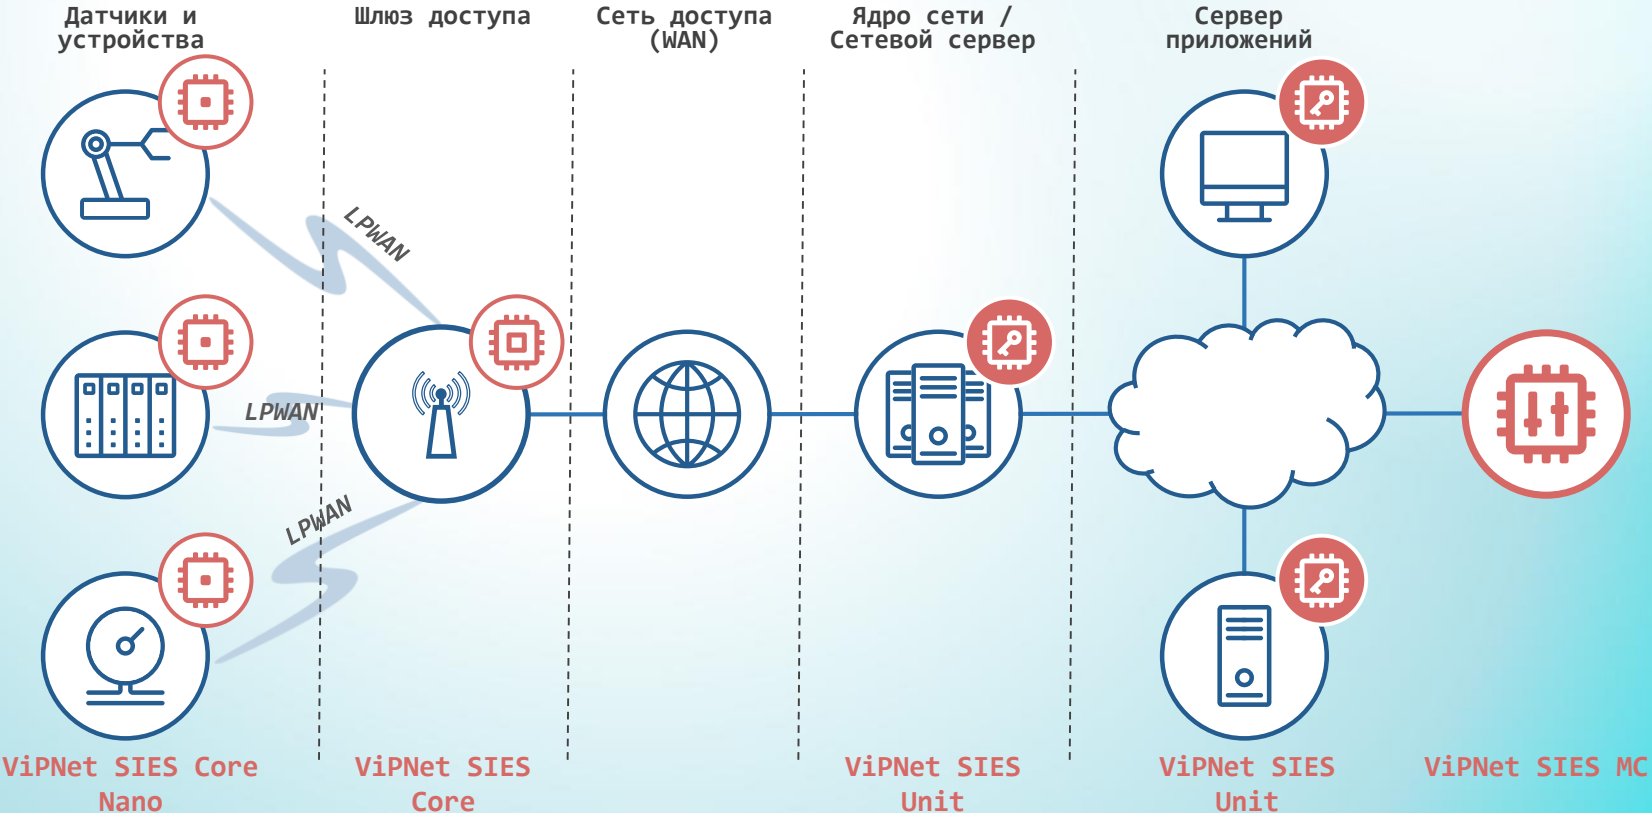 Датчики и
устройства
Шлюз доступа
Сеть доступа
(WAN)
Ядро сети /
Сетевой сервер
Сервер
приложений
LPWAN
LPWAN
LPWAN
ViPNet SIES Core
Nano
ViPNet SIES
Core
ViPNet SIES
Unit
ViPNet SIES
Unit
ViPNet SIES MC